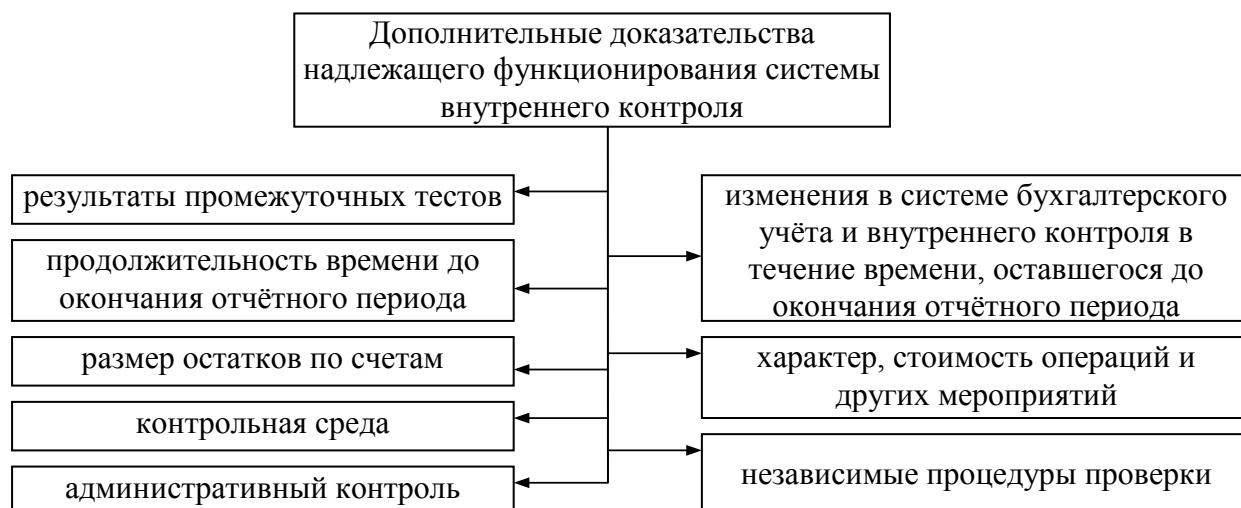 Дополнительные доказательства
надлежащего функционирования системы
внутреннего контроля
результаты промежуточных тестов
продолжительность времени до
окончания отчётного периода
размер остатков по счетам
контрольная среда
административный контроль
изменения в системе бухгалтерского
учёта и внутреннего контроля в
течение времени, оставшегося до
окончания отчётного периода
характер, стоимость операций и
других мероприятий
независимые процедуры проверки